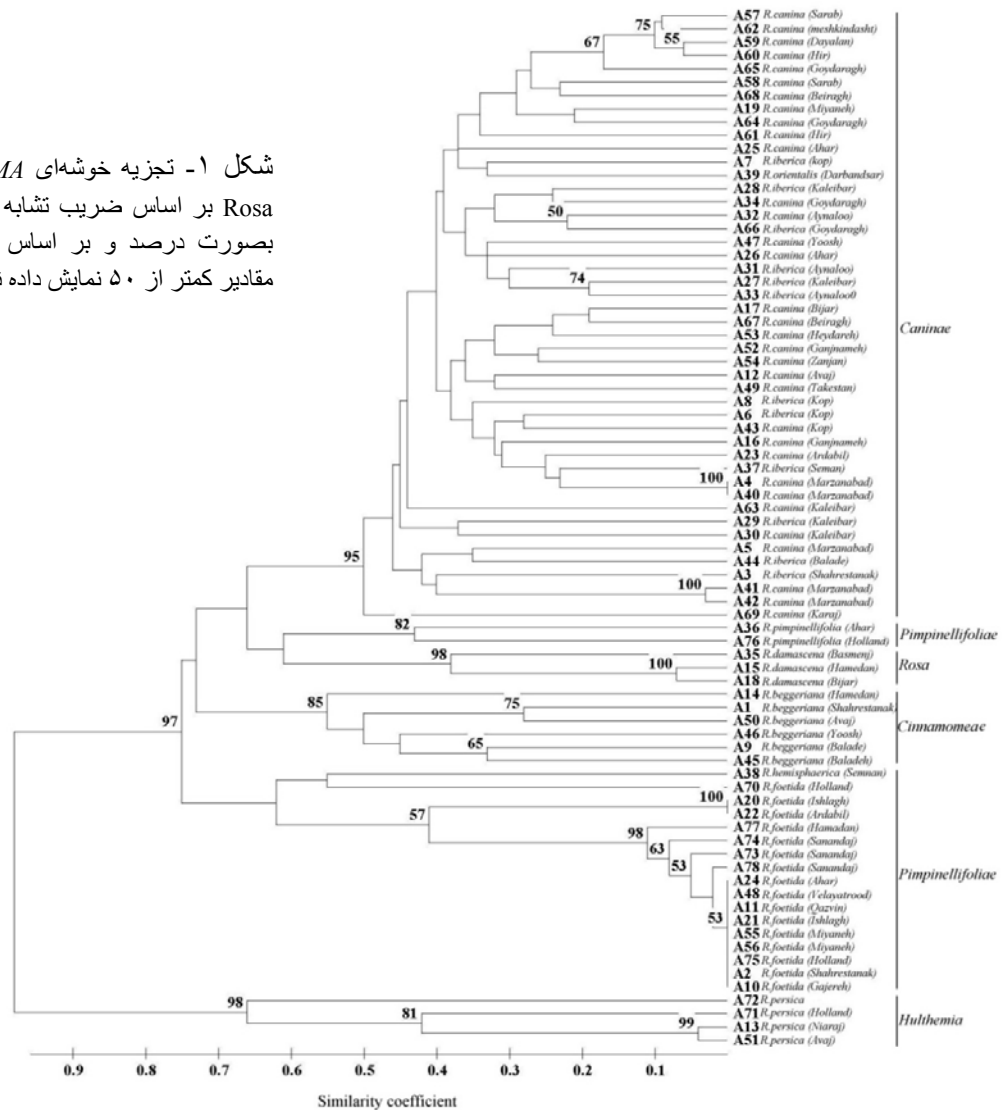 شکل ۱- تجزیه خوشه‌ای MA
Rosa بر اساس ضریب تشابه
بصورت درصد و بر اساس
مقادیر کمتر از ۵۰ نمایش داده ن
A57 R.canina (Sarab)
A62 R.canina (meshkindasht)
A59 R.canina (Dayalan)
A60 R.canina (Hir)
A65 R.canina (Goydaragh)
A58 R.canina (Sarab)
A68 R.canina (Beiragh)
A19 R.canina (Miyaneh)
A64 R.canina (Goydaragh)
A61 R.canina (Hir)
A25 R.canina (Ahar)
A7 R.iberica (kop)
A39 R.orientalis (Darbandsar)
A28 R.iberica (Kaleibar)
A34 R.canina (Goydaragh)
A32 R.canina (Aynaloo)
A66 R.iberica (Goydaragh)
A47 R.canina (Yoosh)
A26 R.canina (Ahar)
A31 R.iberica (Aynaloo)
A27 R.iberica (Kaleibar)
A33 R.iberica (Aynaloo0
A17 R.canina (Bijar)
A67 R.canina (Beiragh)
A53 R.canina (Heydareh)
A52 R.canina (Ganjnameh)
A54 R.canina (Zanjan)
A12 R.canina (Avaj)
A49 R.canina (Takestan)
A8 R.iberica (Kop)
A6 R.iberica (Kop)
A43 R.canina (Kop)
A16 R.canina (Ganjnameh)
A23 R.canina (Ardabil)
A37 R.iberica (Seman)
A4 R.canina (Marzanabad)
A40 R.canina (Marzanabad)
A63 R.canina (Kaleibar)
A29 R.iberica (Kaleibar)
A30 R.canina (Kaleibar)
A5 R.canina (Marzanabad)
A44 R.iberica (Balade)
A3 R.iberica (Shahrestanak)
A41 R.canina (Marzanabad)
A42 R.canina (Marzanabad)
A69 R.canina (Karaj)
A36 R.pimpinellifolia (Ahar)
A76 R.pimpinellifolia (Holland)
A35 R.damascena (Basmenj)
A15 R.damascena (Hamedan)
A18 R.damascena (Bijar)
A14 R.beggeriana (Hamedan)
A1 R.beggeriana (Shahrestanak)
A50 R.beggeriana (Avaj)
A46 R.beggeriana (Yoosh)
A9 R.beggeriana (Balade)
A45 R.beggeriana (Baladeh)
A38 R.hemisphaerica (Semnan)
A70 R.foetida (Holland)
A20 R.foetida (Ishlagh)
A22 R.foetida (Ardabil)
A77 R.foetida (Hamadan)
A74 R.foetida (Sanandaj)
A73 R.foetida (Sanandaj)
A78 R.foetida (Sanandaj)
A24 R.foetida (Ahar)
A48 R.foetida (Velayatrood)
A11 R.foetida (Qazvin)
A21 R.foetida (Ishlagh)
A55 R.foetida (Miyaneh)
A56 R.foetida (Miyaneh)
A75 R.foetida (Holland)
A2 R.foetida (Shahrestanak)
A10 R.foetida (Gajereh)
A72 R.persica
A71 R.persica (Holland)
A13 R.persica (Niaraj)
A51 R.persica (Avaj)
Caninae
Pimpinellifoliae
Rosa
Cinnamomeae
Pimpinellifoliae
Hulthemia
75
55
67
50
74
100
95
100
82
98
100
97
85
75
65
100
57
98
63
53
53
98
81
99
0.9 0.8 0.7 0.6 0.5 0.4 0.3 0.2 0.1
Similarity coefficient